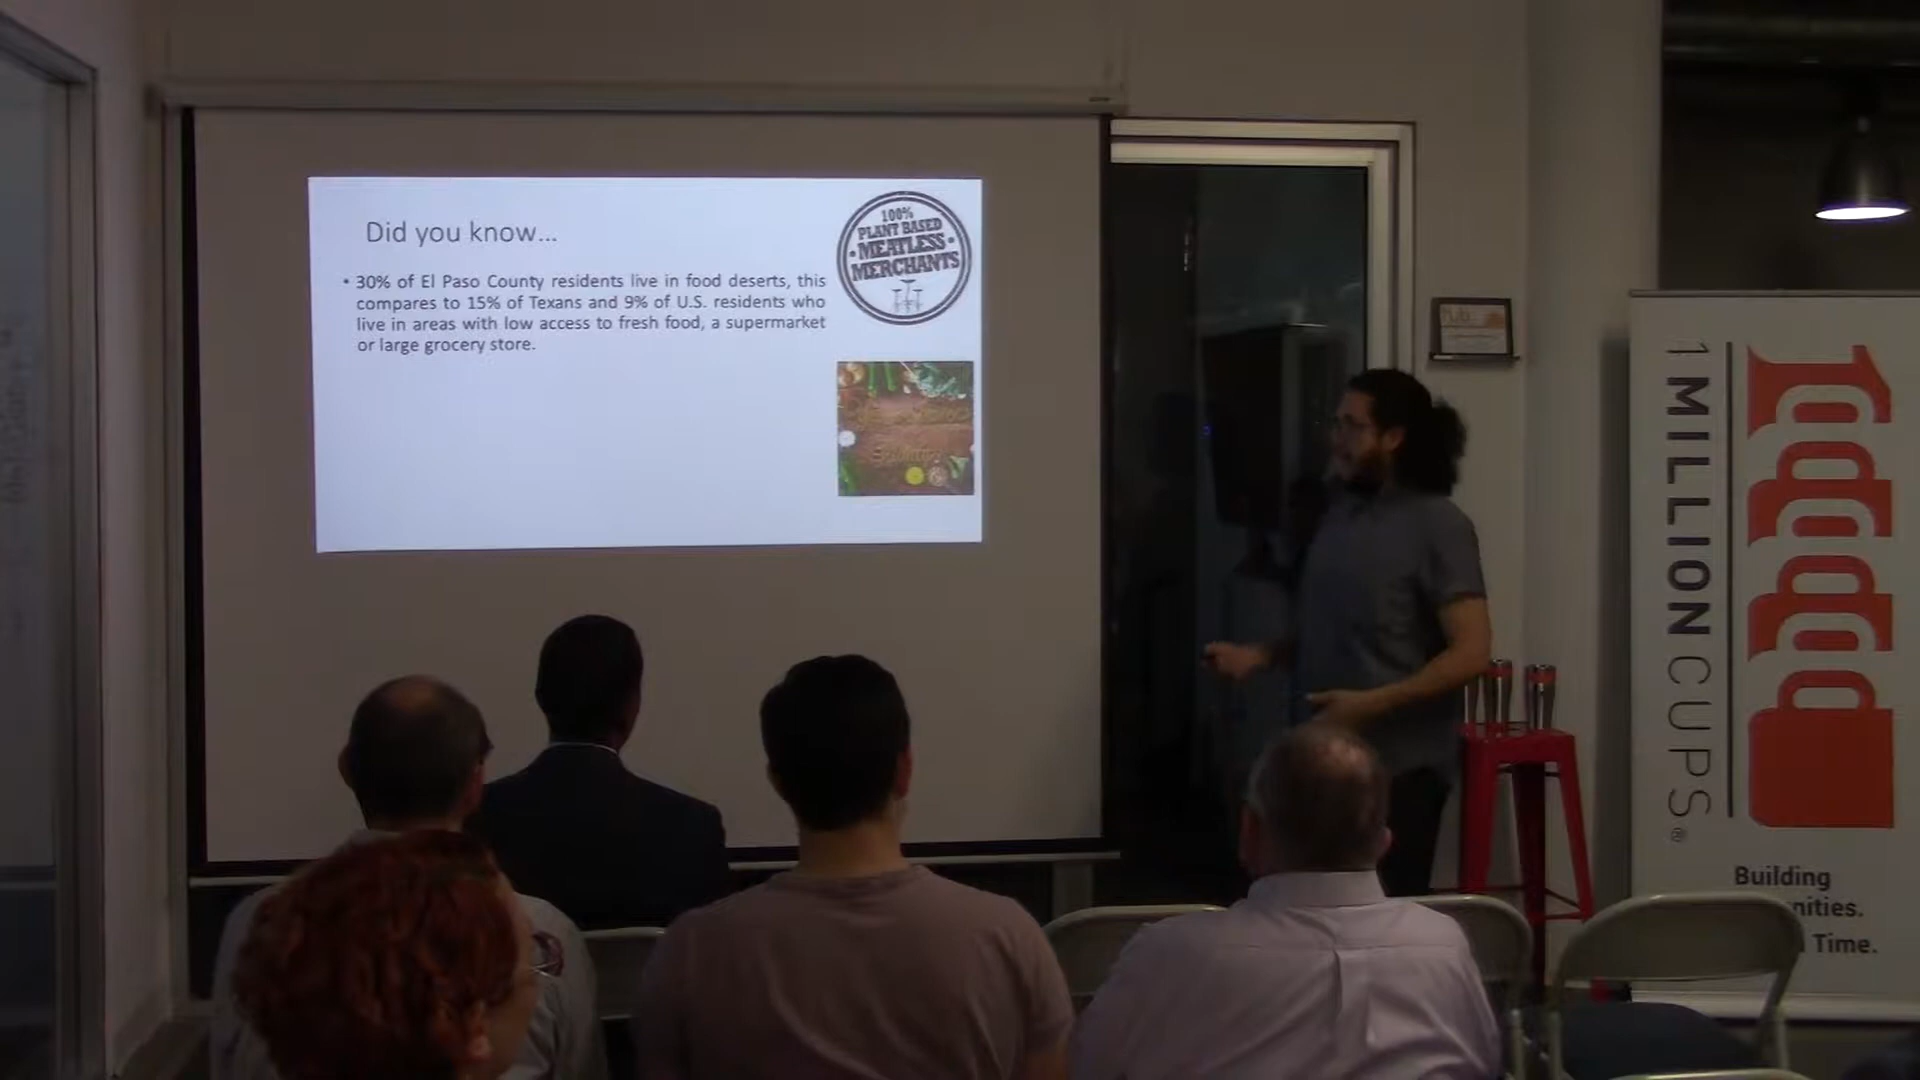 Did you know...
• 30% of El Paso County residents live in food deserts, this
compares to 15% of Texans and 9% of U.S. residents who
live in areas with low access to fresh food, a supermarket
or large grocery store.
100%
PLANT BASED
• MEATLESS •
MERCHANTS
1 MILLION CUPS®
Building
nities.
Time.